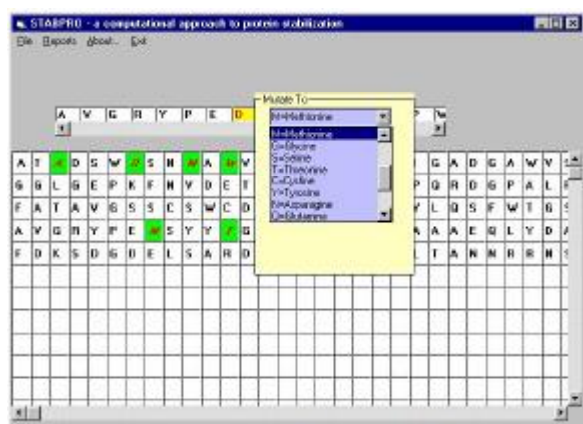 STABPRO - a computational approach to protein stabilization
File Reports About.. Exit
Mutate To
A V G R Y P E D
M=Methionine
M=Methionine
G=Glycine
S=Serine
T=Threonine
C=Cystine
Y=Tyrosine
N=Asparagine
Q=Glutamine
A T D S W S H A G A D G A W V
G G L G E P K F H V D E T P Q R D G P A L
F A T A V G S S C S W C D Y L Q S F W T G S
A V G R Y P E S Y Y G A A A E Q L Y D A
F D K S D G D E L S A R D L T A N N R R N